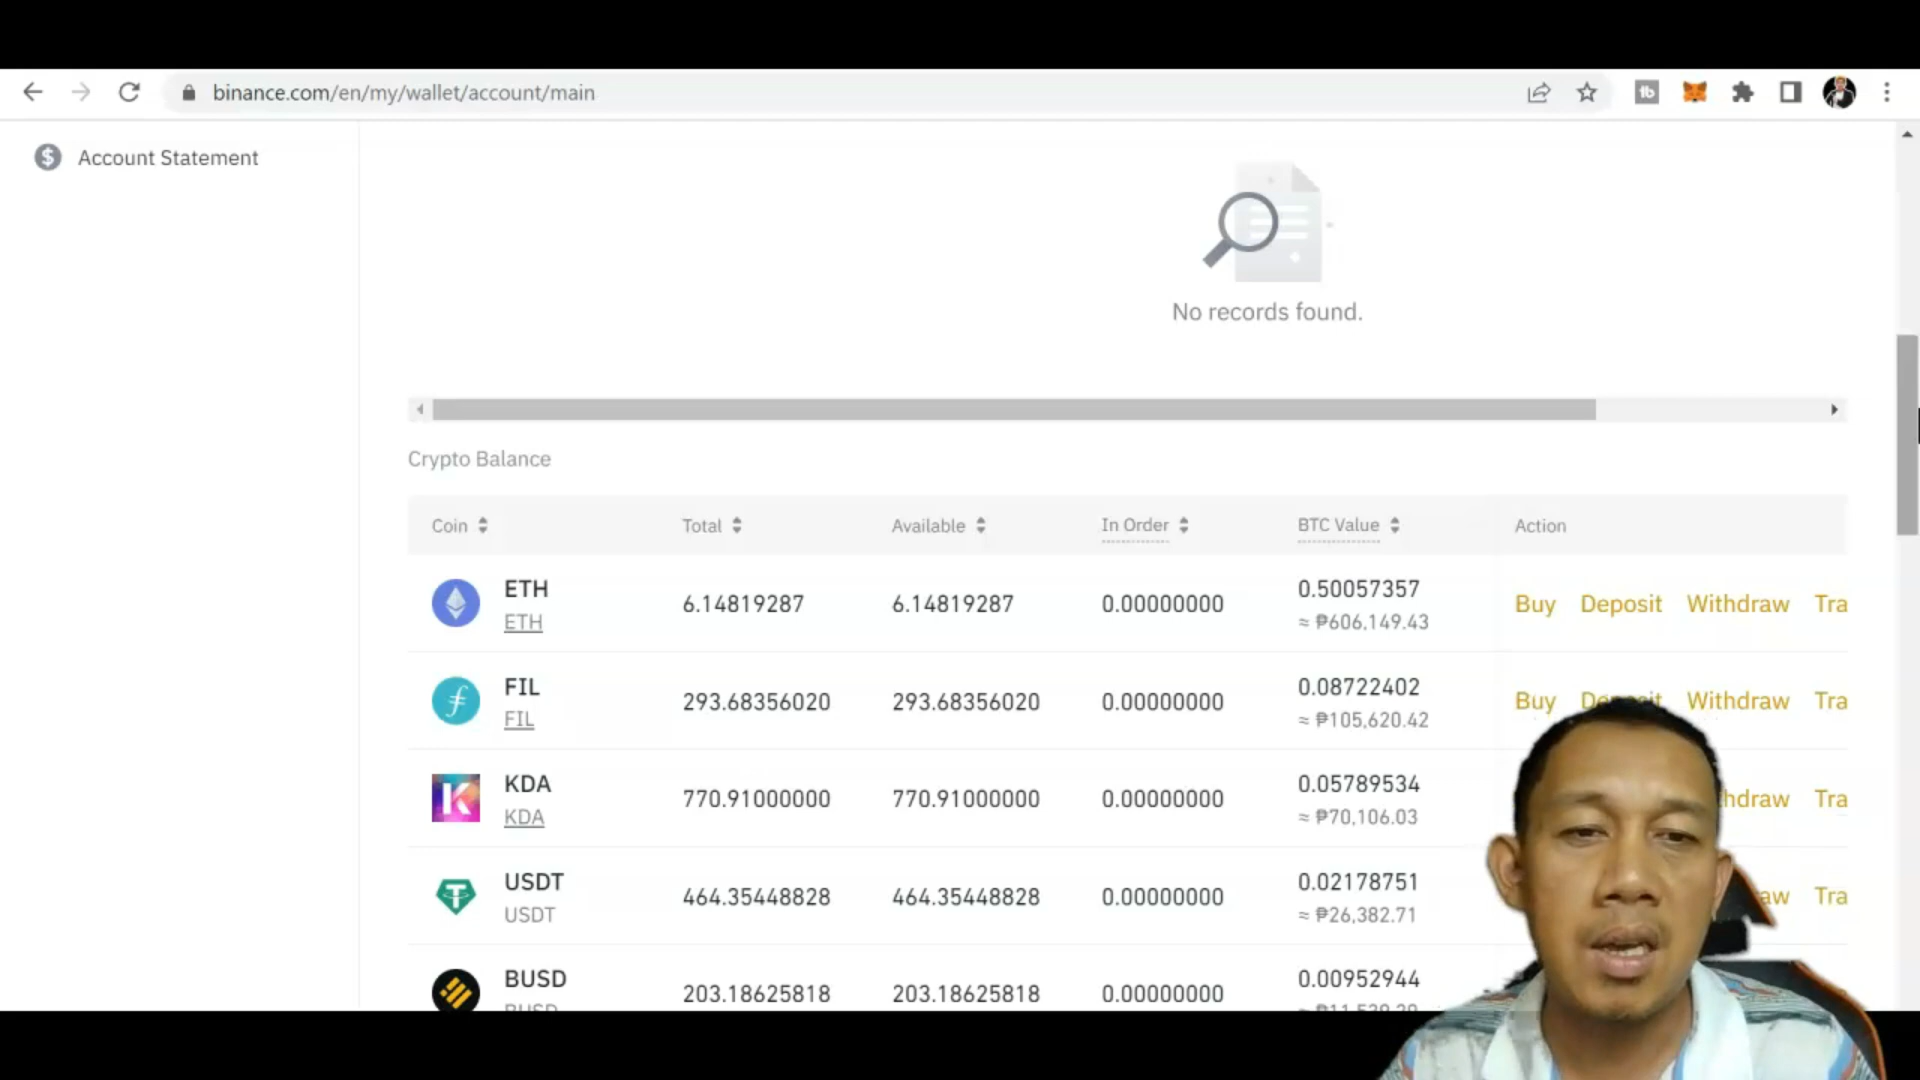 binance.com/en/my/wallet/account/main
Account Statement
No records found.
Crypto Balance
Coin Total Available In Order BTC Value Action
ETH
ETH
6.14819287 6.14819287 0.00000000
0.50057357
≈ ₱606,149.43
Buy Deposit Withdraw Tra
FIL
FIL
293.68356020 293.68356020 0.00000000
0.08722402
≈ ₱105,620.42
Buy Deposit Withdraw Tra
KDA
KDA
770.91000000 770.91000000 0.00000000
0.05789534
≈ ₱70,106.03
hdraw Tra
USDT
USDT
464.35448828 464.35448828 0.00000000
0.02178751
≈ ₱26,382.71
aw Tra
BUSD
BUSD
203.18625818 203.18625818 0.00000000
0.00952944